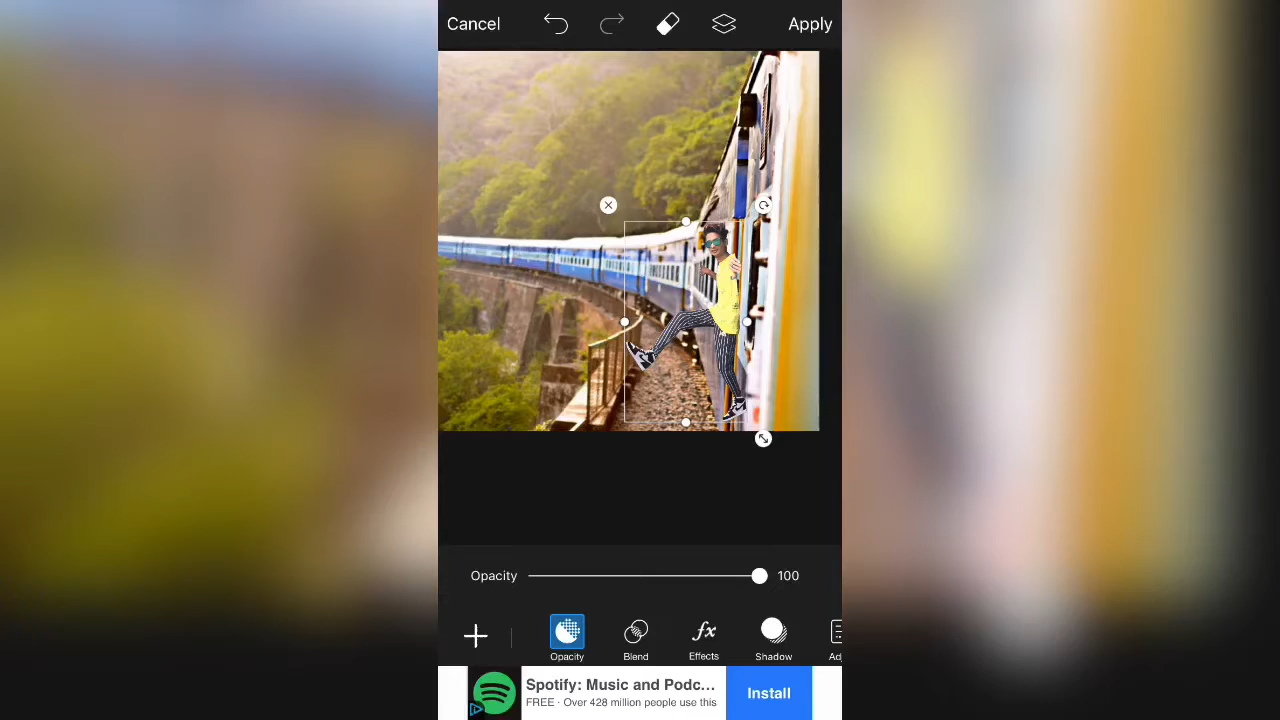 Cancel
Apply
Opacity
100
Opacity
Blend
Effects
Shadow
Adj
Spotify: Music and Podc...
FREE · Over 428 million people use this
Install